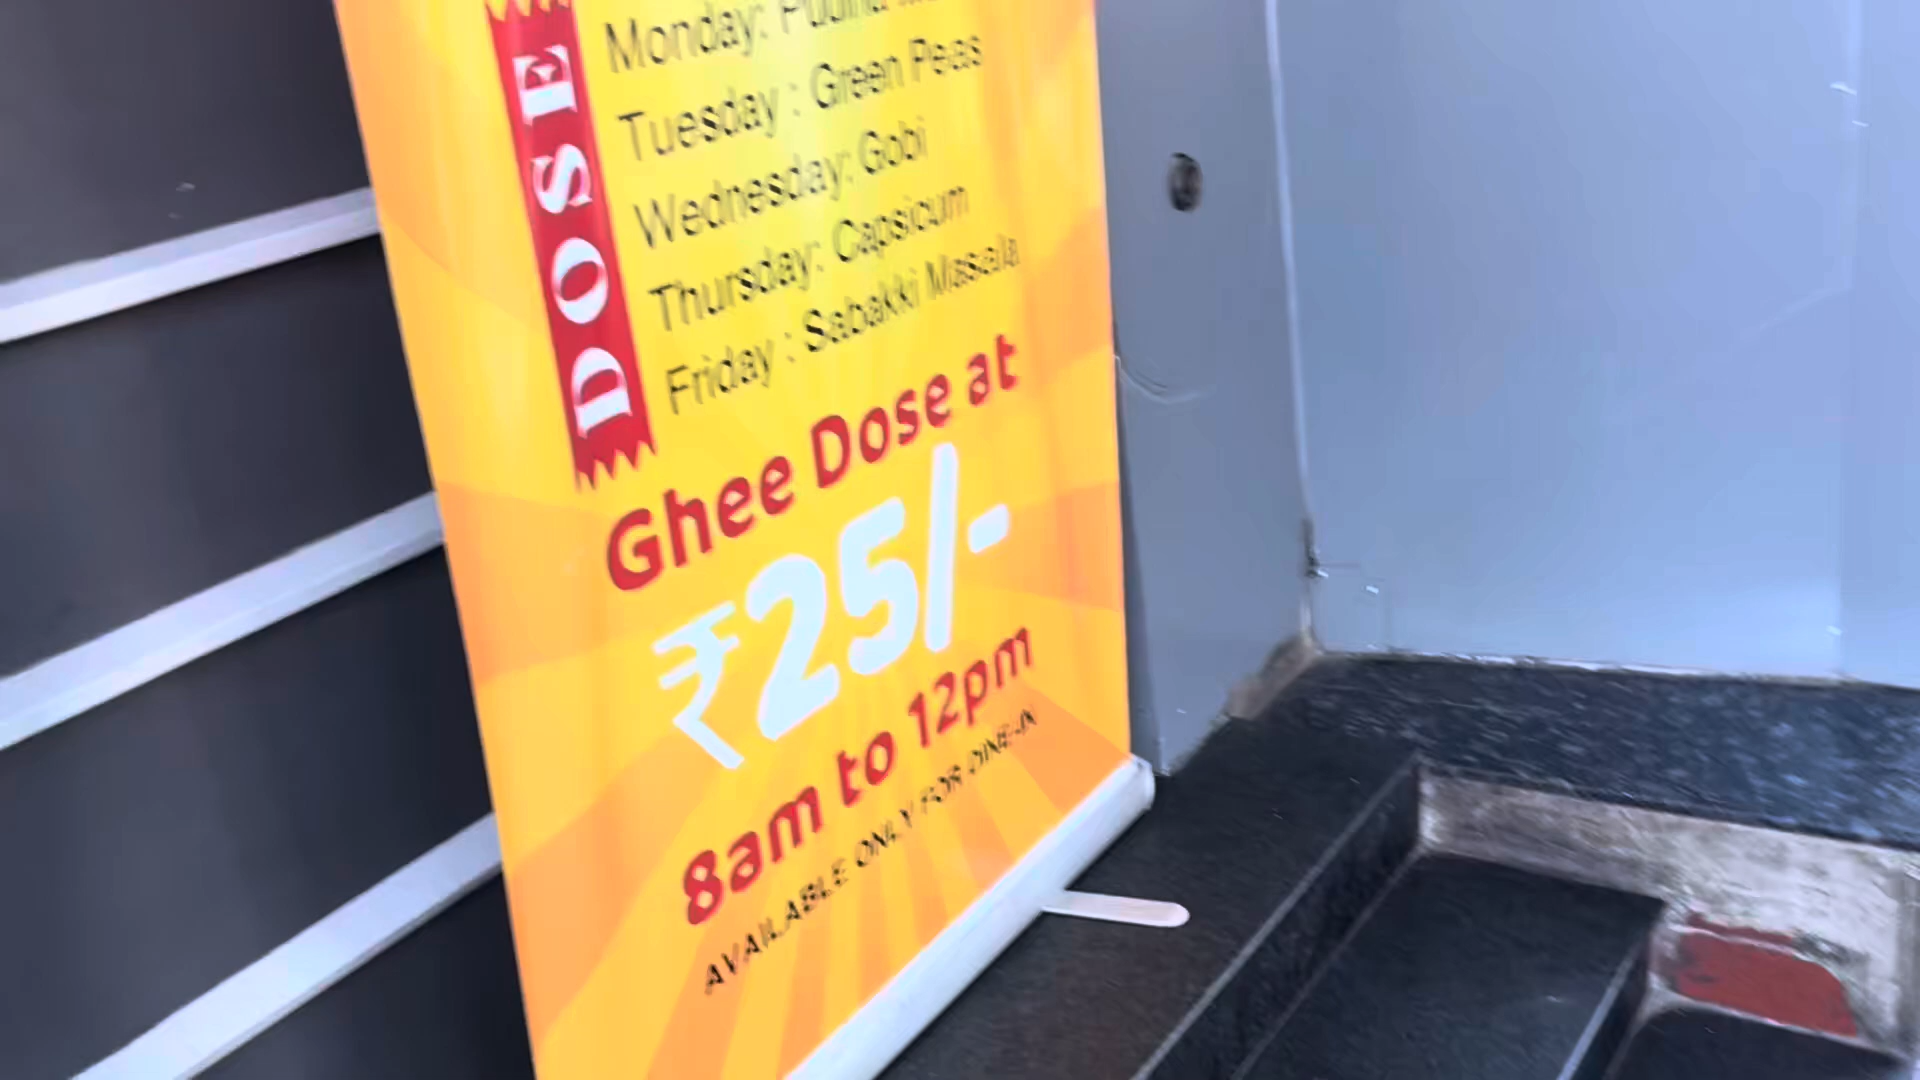 DOSE
Monday: Pudina
Tuesday : Green Peas
Wednesday: Gobi
Thursday: Capsicum
Friday : Sabakki Masala
Ghee Dose at
₹25/-
8am to 12pm
AVAILABLE ONLY FOR DINE-IN